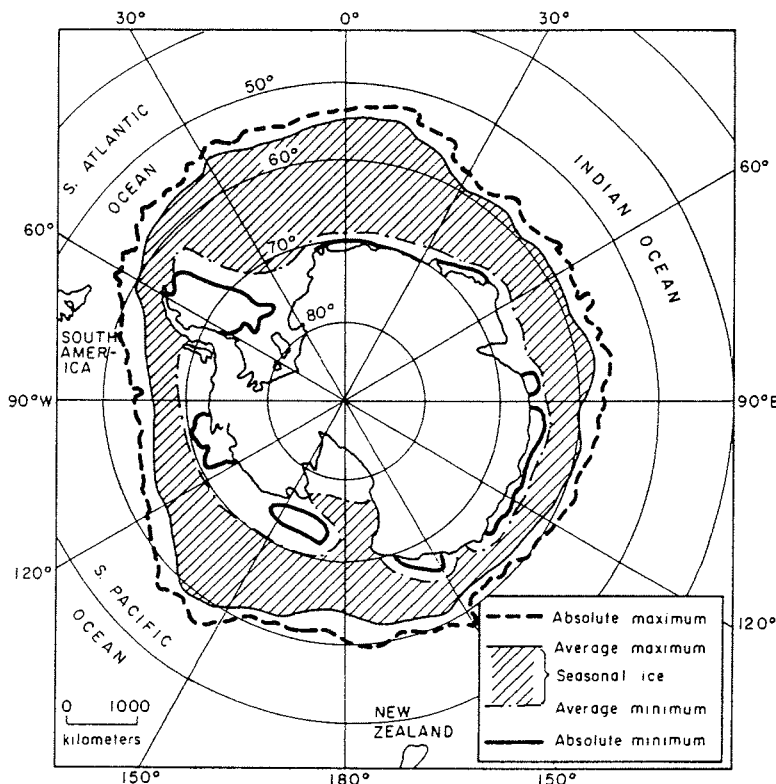 30°
0°
30°
50°
S. ATLANTIC
OCEAN
60°
INDIAN OCEAN
60°
60°
70°
80°
SOUTH
AMER-
ICA
90°W
90°E
120°
S. PACIFIC
OCEAN
120°
Absolute maximum
Average maximum
Seasonal ice
Average minimum
Absolute minimum
0 1000
kilometers
NEW
ZEALAND
150°
180°
150°